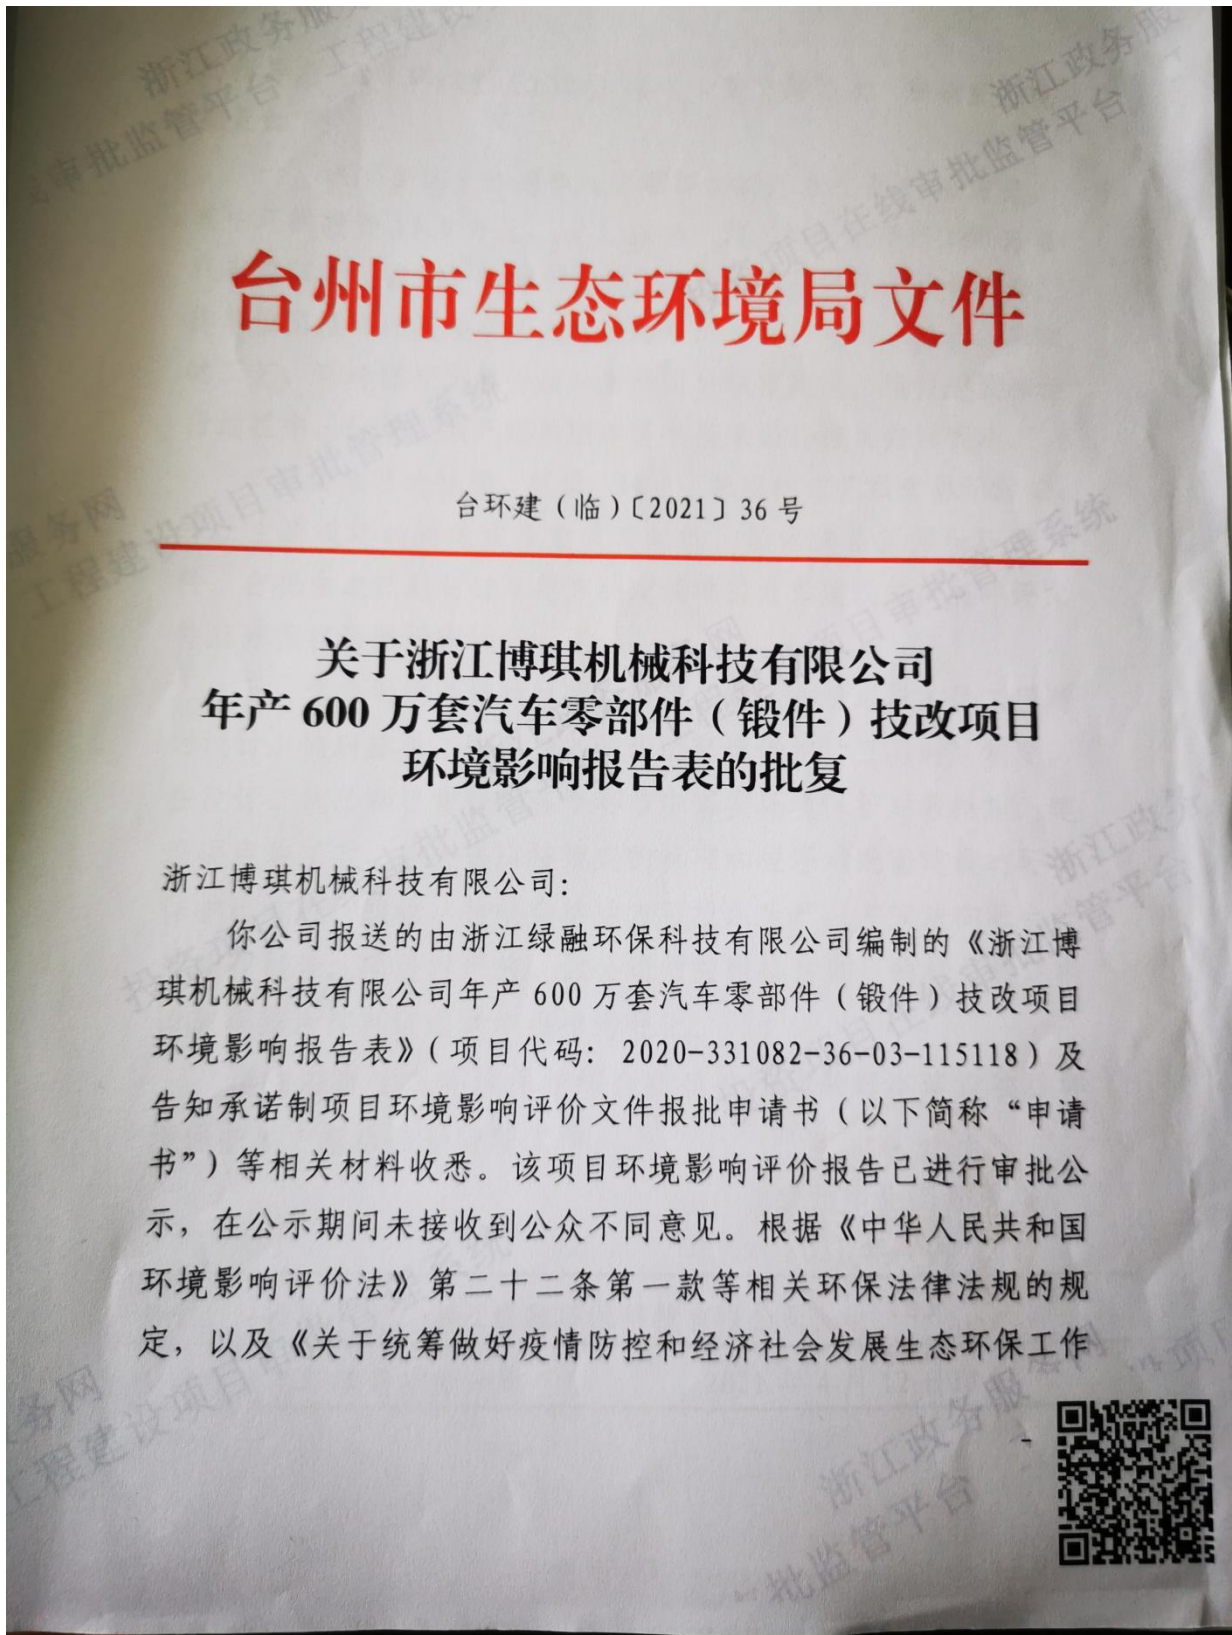 台州市生态环境局文件
台环建（临）〔2021〕36号
关于浙江博琪机械科技有限公司
年产600万套汽车零部件（锻件）技改项目
环境影响报告表的批复
浙江博琪机械科技有限公司：
你公司报送的由浙江绿融环保科技有限公司编制的《浙江博
琪机械科技有限公司年产600万套汽车零部件（锻件）技改项目
环境影响报告表》（项目代码：2020-331082-36-03-115118）及
告知承诺制项目环境影响评价文件报批申请书（以下简称“申请
书”）等相关材料收悉。该项目环境影响评价报告已进行审批公
示，在公示期间未接收到公众不同意见。根据《中华人民共和国
环境影响评价法》第二十二条第一款等相关环保法律法规的规
定，以及《关于统筹做好疫情防控和经济社会发展生态环保工作